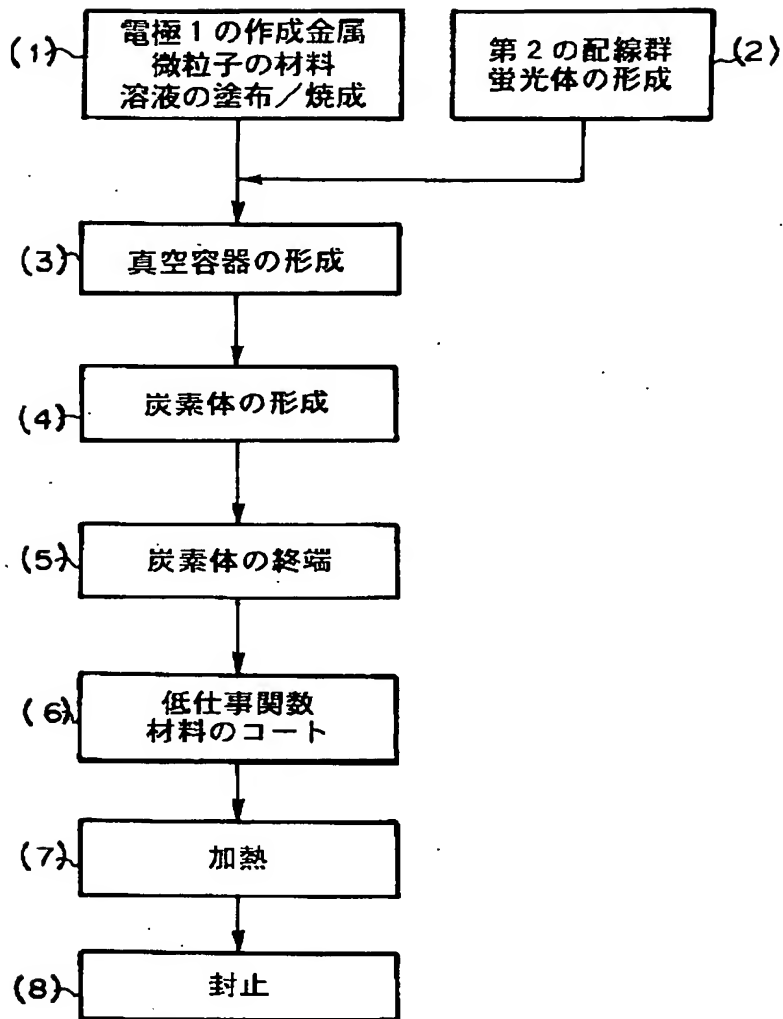 (1)
電極1の作成金属
微粒子の材料
溶液の塗布/焼成
第2の配線群
蛍光体の形成
(2)
(3)
真空容器の形成
(4)
炭素体の形成
(5)
炭素体の終端
(6)
低仕事関数
材料のコート
(7)
加熱
(8)
封止